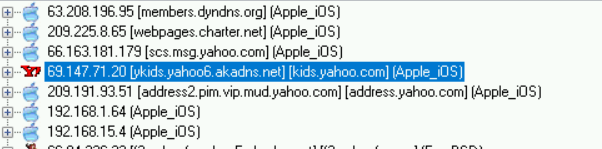 63.208.196.95 [members.dyndns.org] (Apple_iOS)
209.225.8.65 [webpages.charter.net] (Apple_iOS)
66.163.181.179 [scs.msg.yahoo.com] (Apple_iOS)
69.147.71.20 [ykids.yahoo6.akadns.net] [kids.yahoo.com] (Apple_iOS)
209.191.93.51 [address2.pim.vip.mud.yahoo.com] [address.yahoo.com] (Apple_iOS)
192.168.1.64 (Apple_iOS)
192.168.15.4 (Apple_iOS)